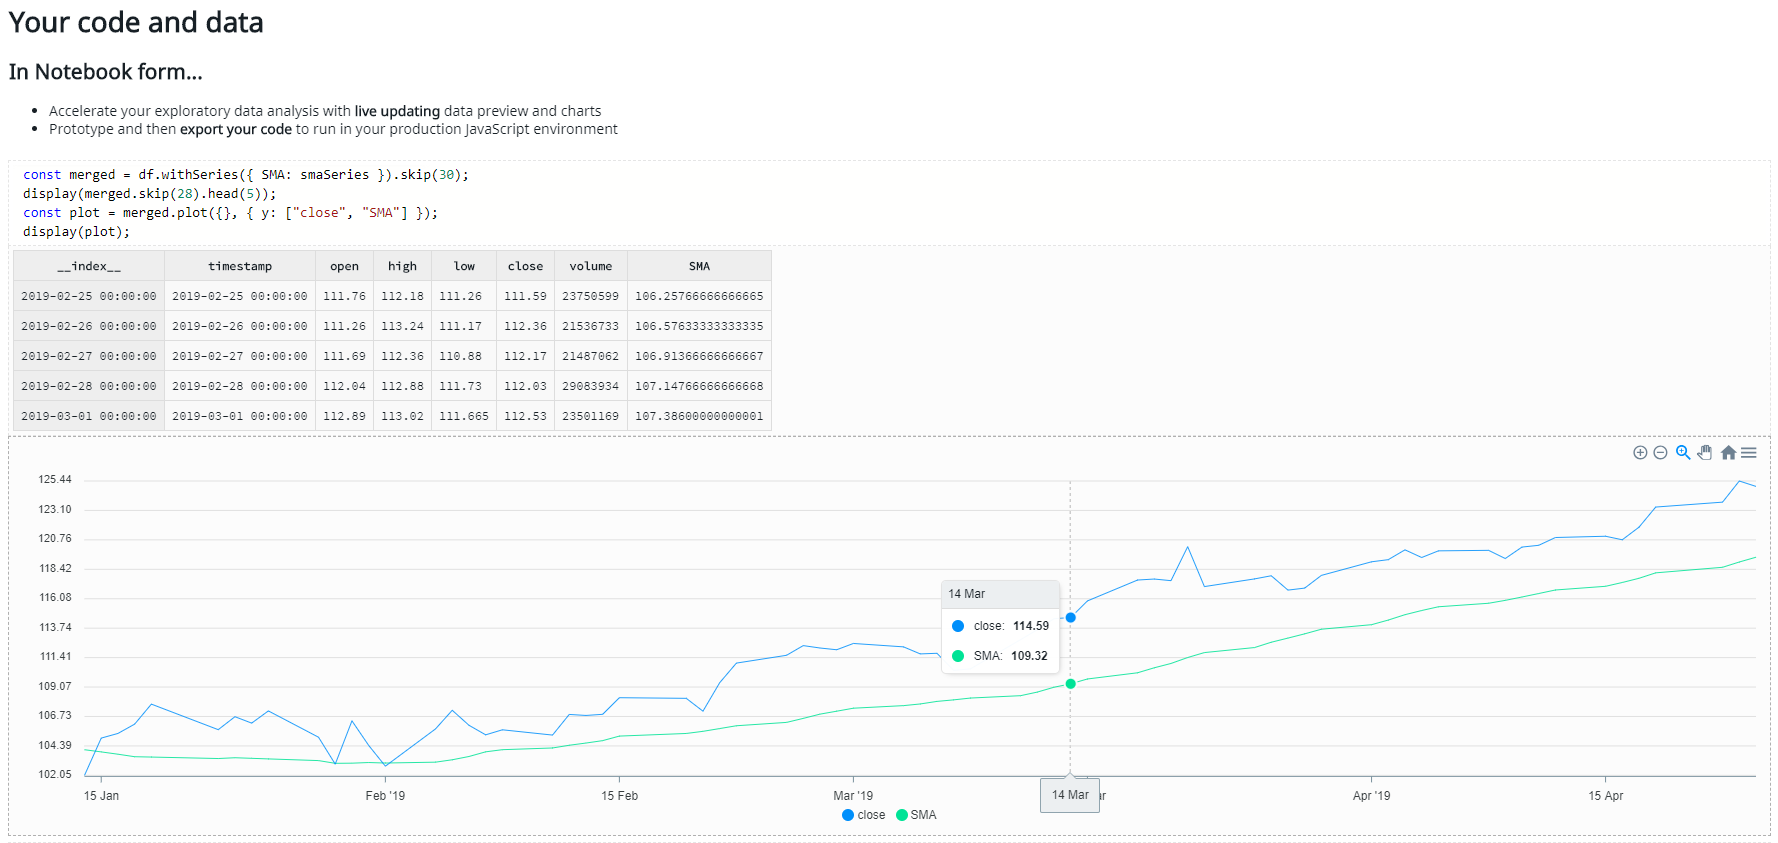 Your code and data
In Notebook form...
Accelerate your exploratory data analysis with live updating data preview and charts
Prototype and then export your code to run in your production JavaScript environment
const merged = df.withSeries({ SMA: smaSeries }).skip(30);
display(merged.skip(28).head(5));
const plot = merged.plot({}, { y: ["close", "SMA"] });
display(plot);
__index__ timestamp open high low close volume SMA
2019-02-25 00:00:00 2019-02-25 00:00:00 111.76 112.18 111.26 111.59 23750599 106.25766666666665
2019-02-26 00:00:00 2019-02-26 00:00:00 111.26 113.24 111.17 112.36 21536733 106.57633333333335
2019-02-27 00:00:00 2019-02-27 00:00:00 111.69 112.36 110.88 112.17 21487062 106.91366666666667
2019-02-28 00:00:00 2019-02-28 00:00:00 112.04 112.88 111.73 112.03 29083934 107.14766666666668
2019-03-01 00:00:00 2019-03-01 00:00:00 112.89 113.02 111.665 112.53 23501169 107.38600000000001
125.44
123.10
120.76
118.42
116.08
113.74
111.41
109.07
106.73
104.39
102.05
14 Mar
close: 114.59
SMA: 109.32
15 Jan Feb '19 15 Feb Mar '19 14 Mar Apr '19 15 Apr
close SMA